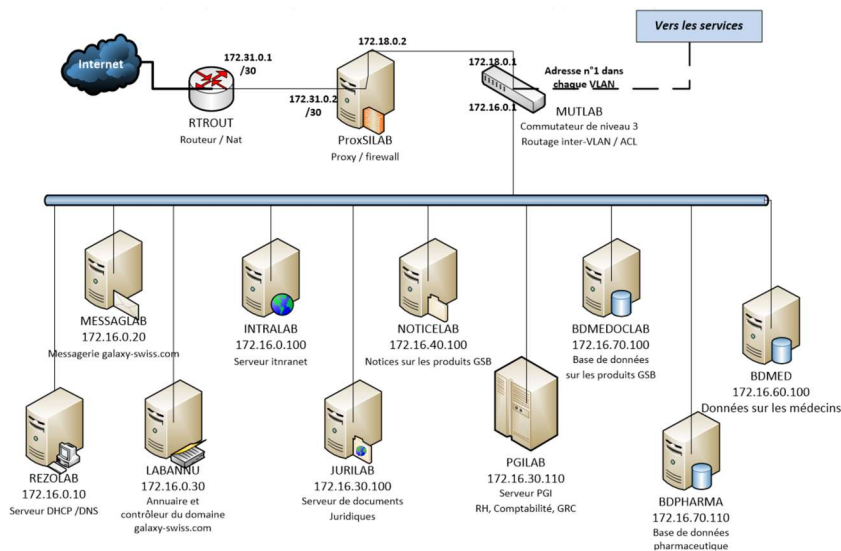 Vers les services
172.18.0.2
Internet
172.31.0.1
/30
172.18.0.1
Adresse n°1 dans
chaque VLAN
172.31.0.2
/30
172.16.0.1
RTROUT
Routeur / Nat
ProxSILAB
Proxy / firewall
MUTLAB
Commutateur de niveau 3
Routage inter-VLAN / ACL
MESSAGLAB
172.16.0.20
Messagerie galaxy-swiss.com
INTRALAB
172.16.0.100
Serveur itnranet
NOTICELAB
172.16.40.100
Notices sur les produits GSB
BDMEDOCLAB
172.16.70.100
Base de données
sur les produits GSB
BDMED
172.16.60.100
Données sur les médecins
REZOLAB
172.16.0.10
Serveur DHCP /DNS
LABANNU
172.16.0.30
Annuaire et
contrôleur du domaine
galaxy-swiss.com
JURILAB
172.16.30.100
Serveur de documents
Juridiques
PGILAB
172.16.30.110
Serveur PGI
RH, Comptabilité, GRC
BDPHARMA
172.16.70.110
Base de données
pharmaceutique